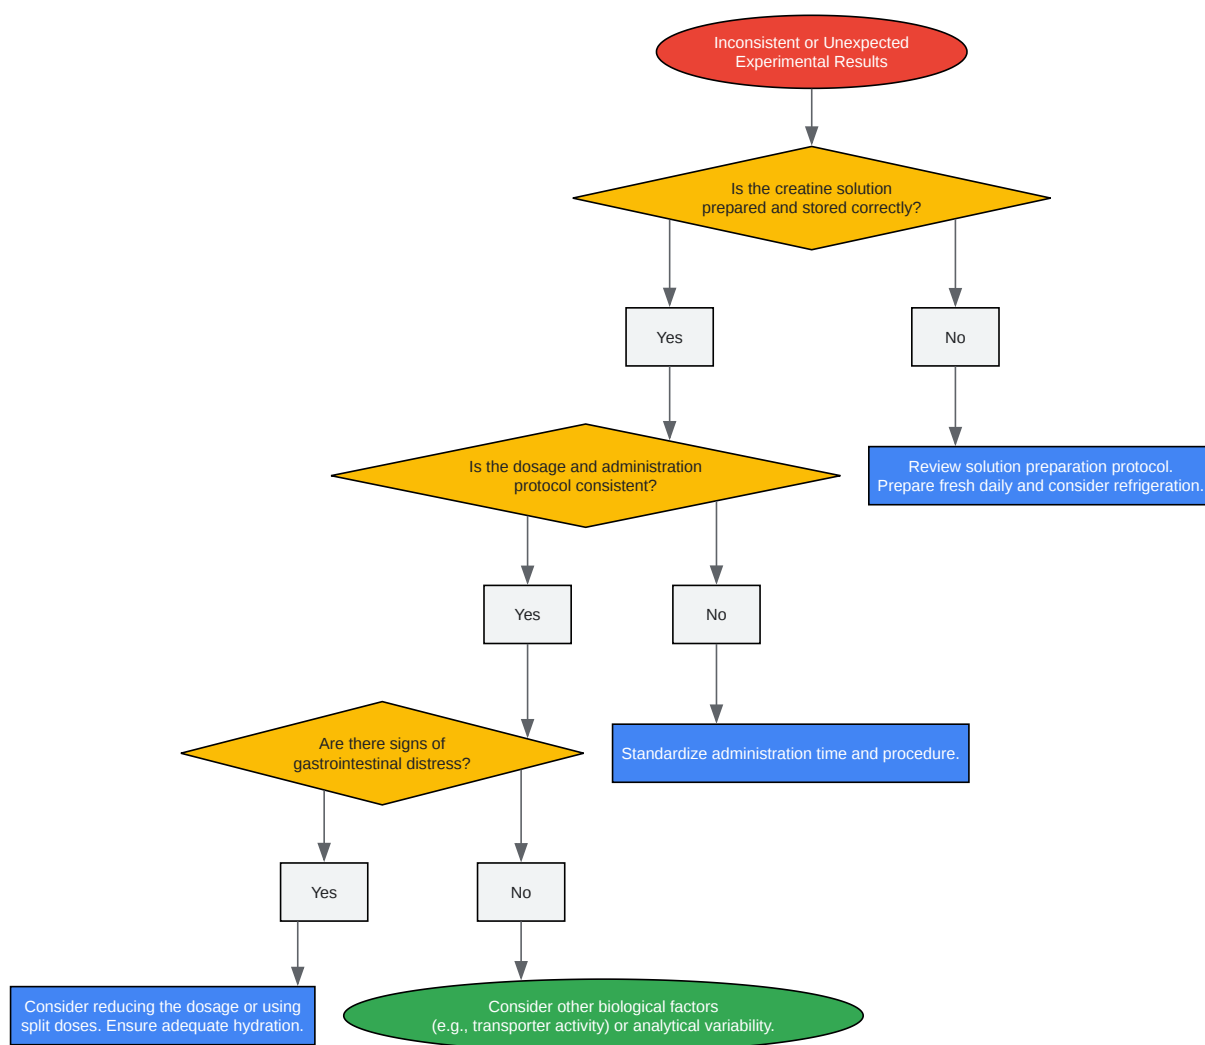 Inconsistent or Unexpected
Experimental Results
Is the creatine solution
prepared and stored correctly?
Yes
No
Review solution preparation protocol.
Prepare fresh daily and consider refrigeration.
Is the dosage and administration
protocol consistent?
Yes
No
Standardize administration time and procedure.
Are there signs of
gastrointestinal distress?
Yes
No
Consider reducing the dosage or using
split doses. Ensure adequate hydration.
Consider other biological factors
(e.g., transporter activity) or analytical variability.